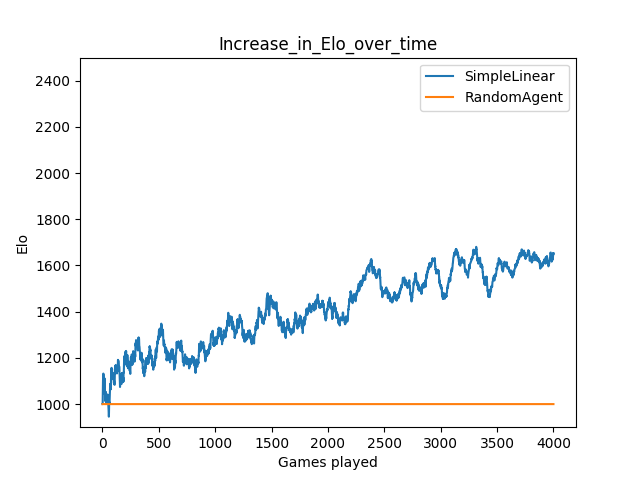 Increase_in_Elo_over_time
SimpleLinear
RandomAgent
2400
2200
2000
1800
1600
1400
1200
1000
Elo
0 500 1000 1500 2000 2500 3000 3500 4000
Games played